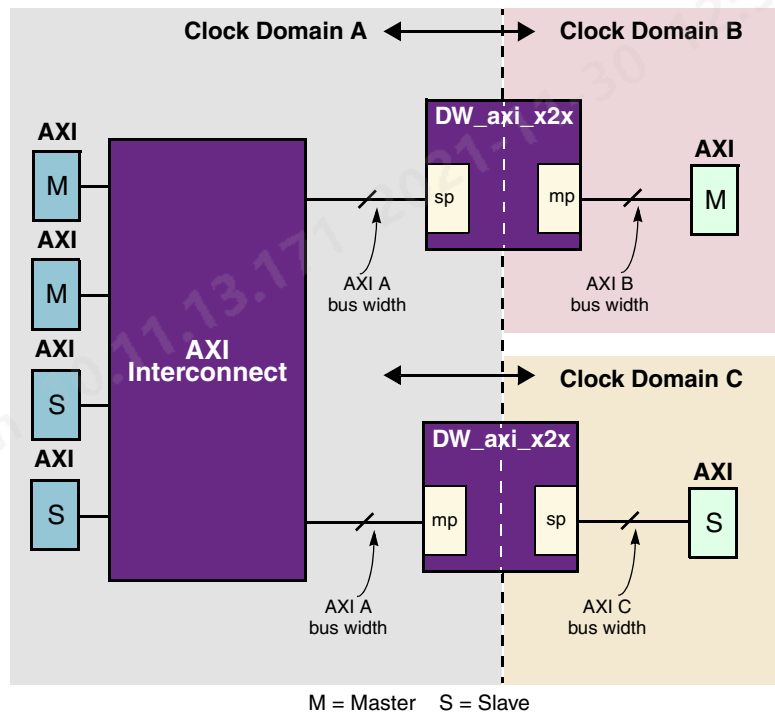 Clock Domain A
Clock Domain B
DW_axi_x2x
sp
mp
AXI
M
AXI
M
AXI
M
AXI
S
AXI
S
AXI
Interconnect
AXI A
bus width
AXI B
bus width
Clock Domain C
DW_axi_x2x
mp
sp
AXI
S
AXI A
bus width
AXI C
bus width
M = Master S = Slave